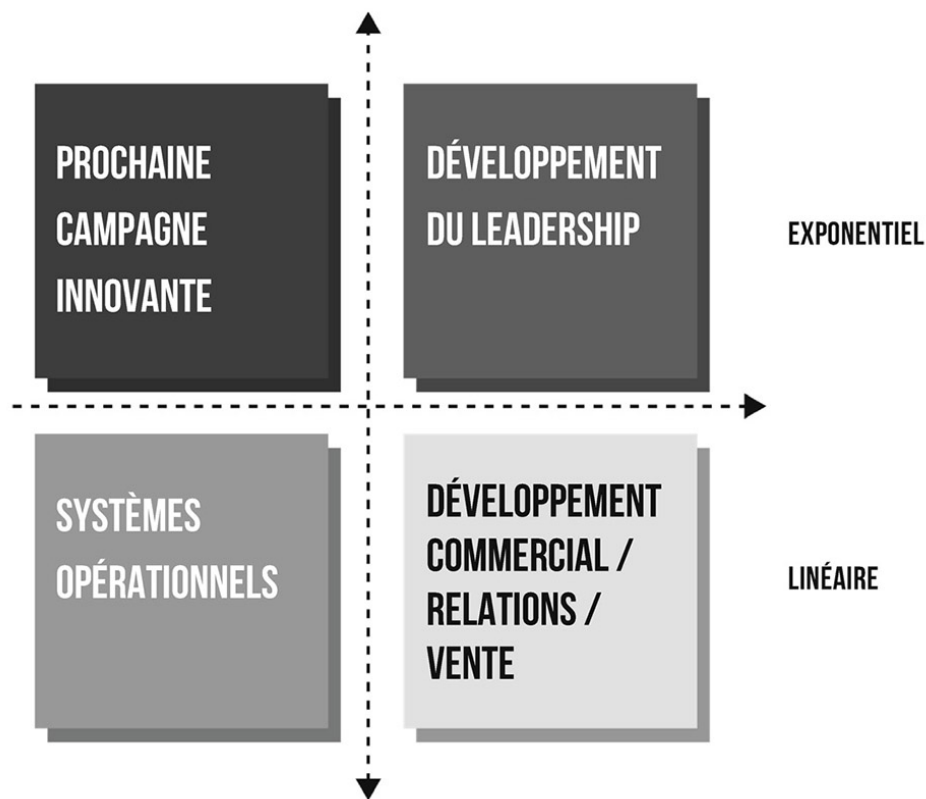 PROCHAINE
CAMPAGNE
INNOVANTE
DÉVELOPPEMENT
DU LEADERSHIP
EXPONENTIEL
SYSTÈMES
OPÉRATIONNELS
DÉVELOPPEMENT
COMMERCIAL /
RELATIONS /
VENTE
LINÉAIRE